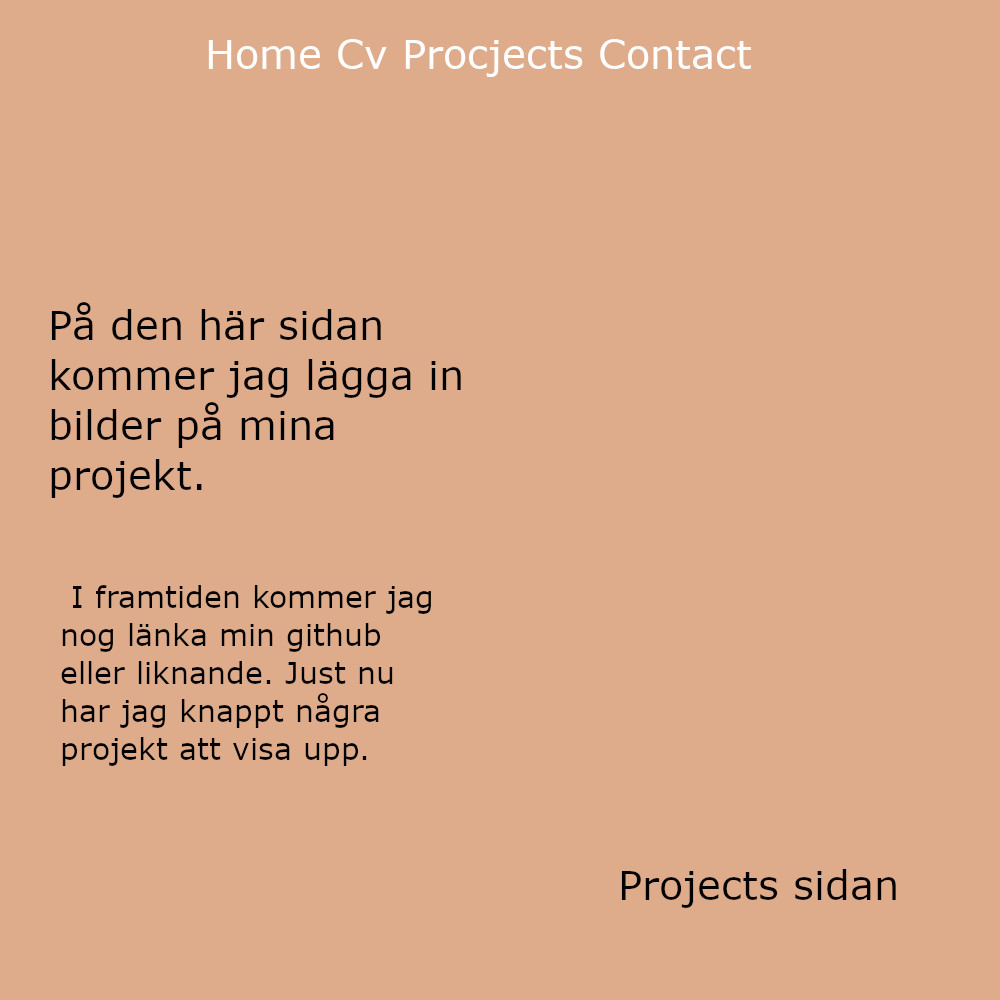 Home Cv Procjects Contact
På den här sidan
kommer jag lägga in
bilder på mina
projekt.
I framtiden kommer jag
nog länka min github
eller liknande. Just nu
har jag knappt några
projekt att visa upp.
Projects sidan